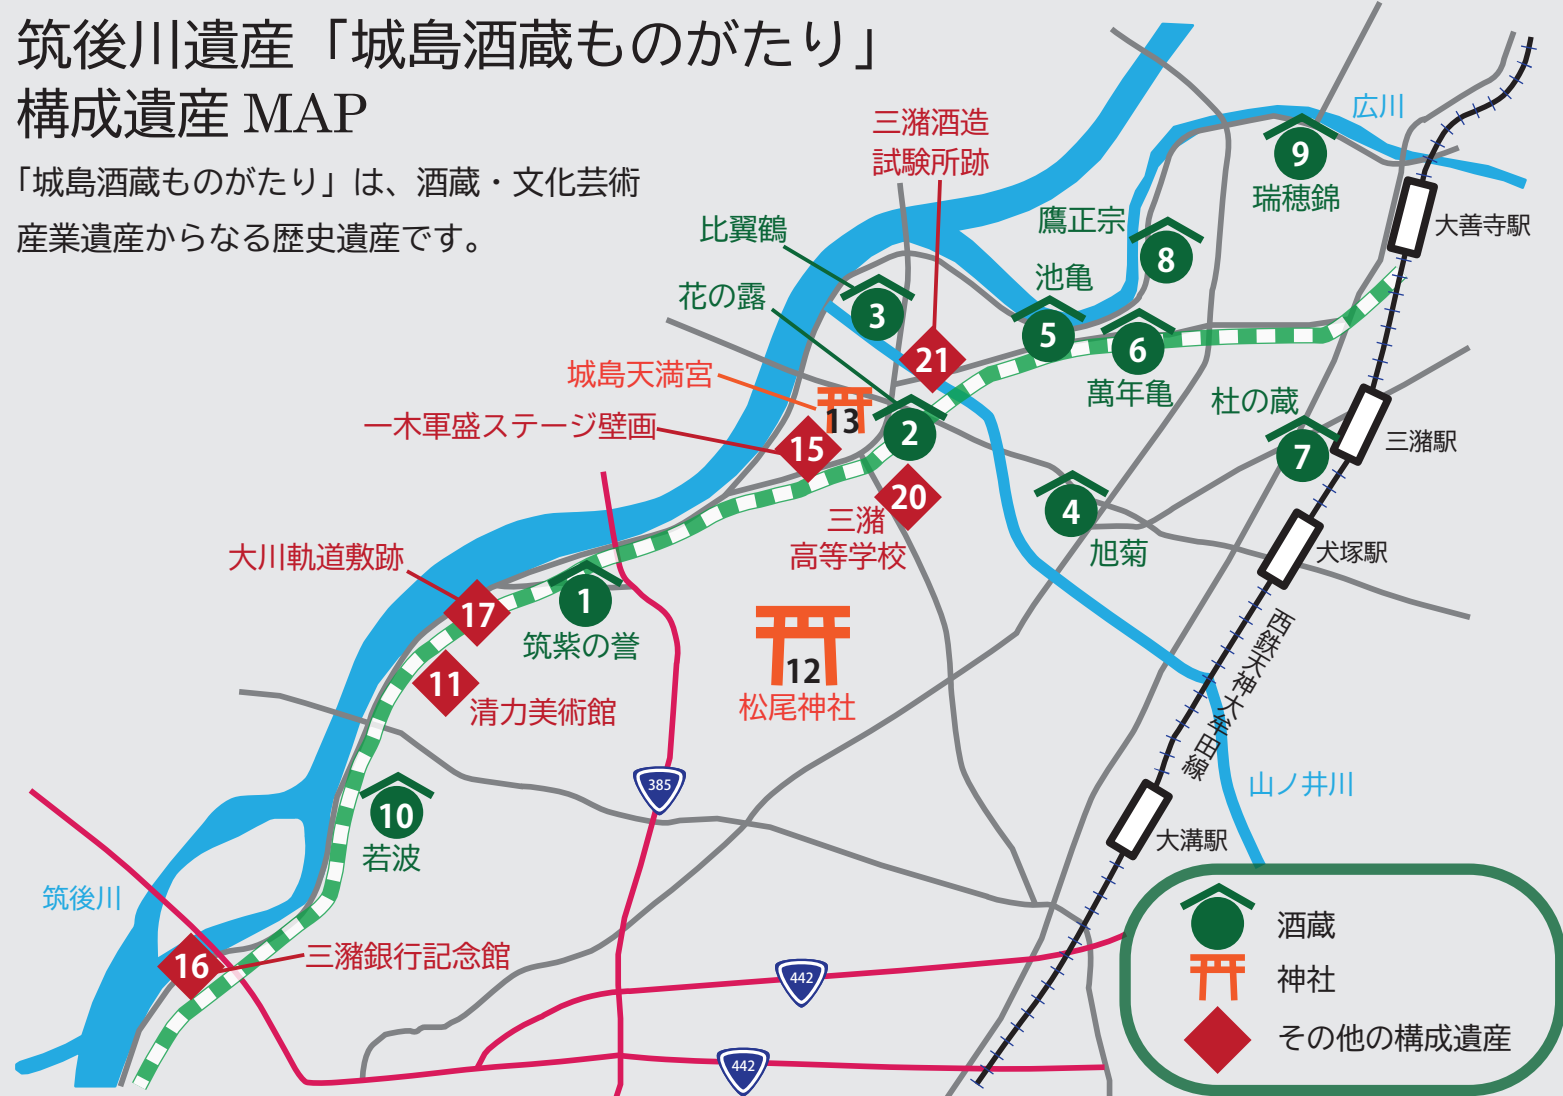 筑後川遺産「城島酒蔵ものがたり」
構成遺産 MAP
「城島酒蔵ものがたり」は、酒蔵・文化芸術
産業遺産からなる歴史遺産です。
三潴酒造
試験所跡
広川
9
瑞穂錦
大善寺駅
比翼鶴
鷹正宗
8
花の露
池亀
3
5
6
21
萬年亀
杜の蔵
城島天満宮
13
一木軍盛ステージ壁画
15
2
三潴駅
7
20
三潴
高等学校
4
旭菊
犬塚駅
大川軌道敷跡
17
1
筑紫の誉
11
清力美術館
12
松尾神社
西鉄天神大牟田線
385
山ノ井川
10
若波
大溝駅
筑後川
16
三潴銀行記念館
442
442
酒蔵
神社
その他の構成遺産